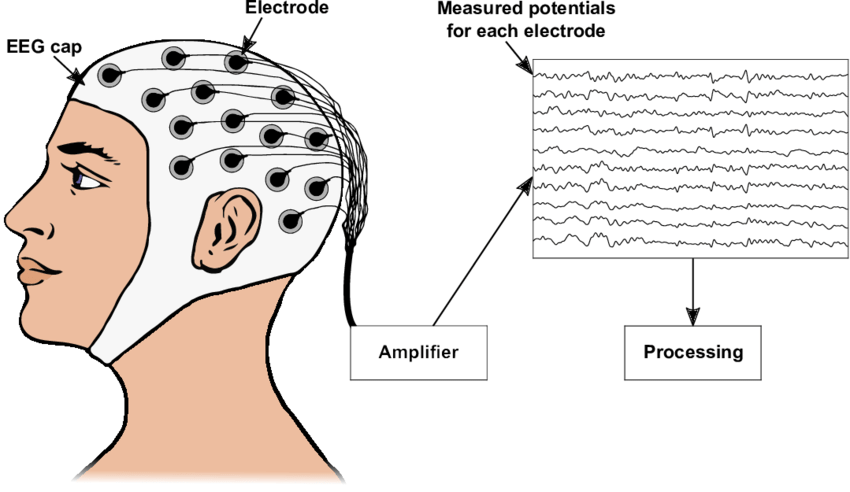 Electrode
Measured potentials
for each electrode
EEG cap
Amplifier
Processing